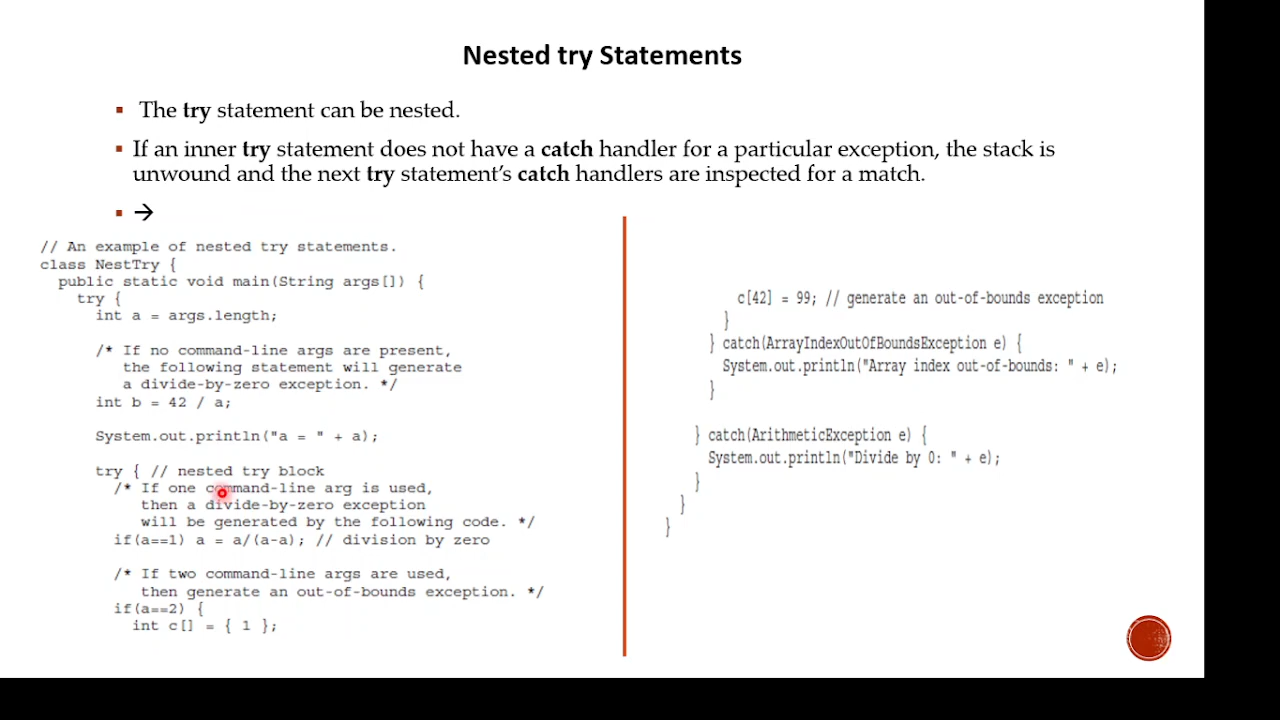 Nested try Statements
▪ The try statement can be nested.
▪ If an inner try statement does not have a catch handler for a particular exception, the stack is
unwound and the next try statement’s catch handlers are inspected for a match.
▪ →
// An example of nested try statements.
class NestTry {
public static void main(String args[]) {
try {
int a = args.length;
/* If no command-line args are present,
the following statement will generate
a divide-by-zero exception. */
int b = 42 / a;
System.out.println("a = " + a);
try { // nested try block
/* If one command-line arg is used,
then a divide-by-zero exception
will be generated by the following code. */
if(a==1) a = a/(a-a); // division by zero
/* If two command-line args are used,
then generate an out-of-bounds exception. */
if(a==2) {
int c[] = { 1 };
c[42] = 99; // generate an out-of-bounds exception
}
} catch(ArrayIndexOutOfBoundsException e) {
System.out.println("Array index out-of-bounds: " + e);
}
} catch(ArithmeticException e) {
System.out.println("Divide by 0: " + e);
}
}
}